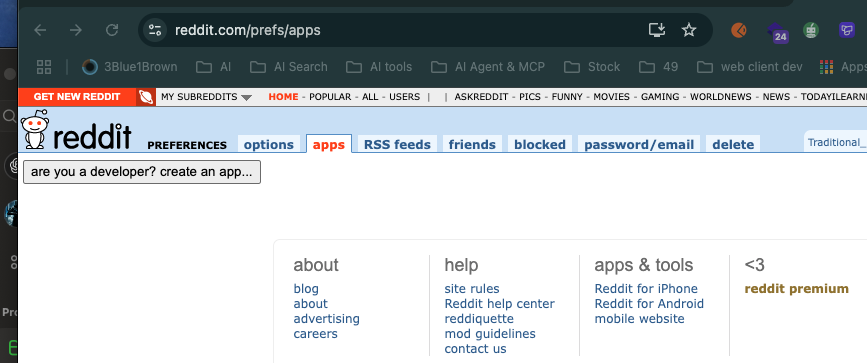 reddit.com/prefs/apps
24
3Blue1Brown AI AI Search AI tools AI Agent & MCP Stock 49 web client dev Apps
GET NEW REDDIT MY SUBREDDITS HOME - POPULAR - ALL - USERS | | ASKREDDIT - PICS - FUNNY - MOVIES - GAMING - WORLDNEWS - NEWS - TODAYILEARN
reddit PREFERENCES options apps RSS feeds friends blocked password/email delete Traditional_
are you a developer? create an app...
about help apps & tools <3
blog site rules Reddit for iPhone reddit premium
about Reddit help center Reddit for Android
advertising reddiquette mobile website
careers mod guidelines
contact us